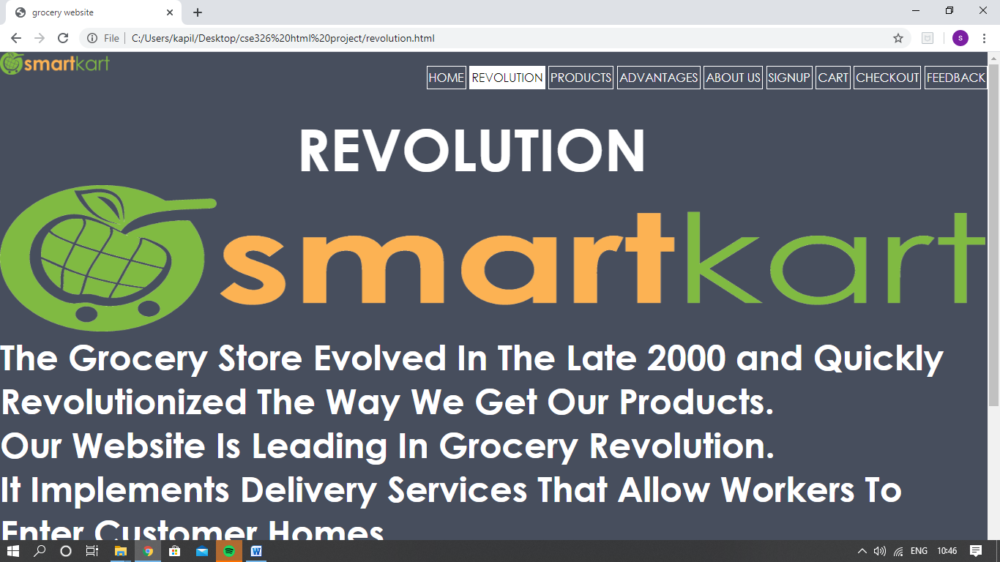 grocery website
File
C:/Users/kapil/Desktop/cse326%20html%20project/revolution.html
s
smartkart
HOME REVOLUTION PRODUCTS ADVANTAGES ABOUT US SIGNUP CART CHECKOUT FEEDBACK
REVOLUTION
smartkart
The Grocery Store Evolved In The Late 2000 and Quickly
Revolutionized The Way We Get Our Products.
Our Website Is Leading In Grocery Revolution.
It Implements Delivery Services That Allow Workers To
Enter Customer Homes
ENG 10:46